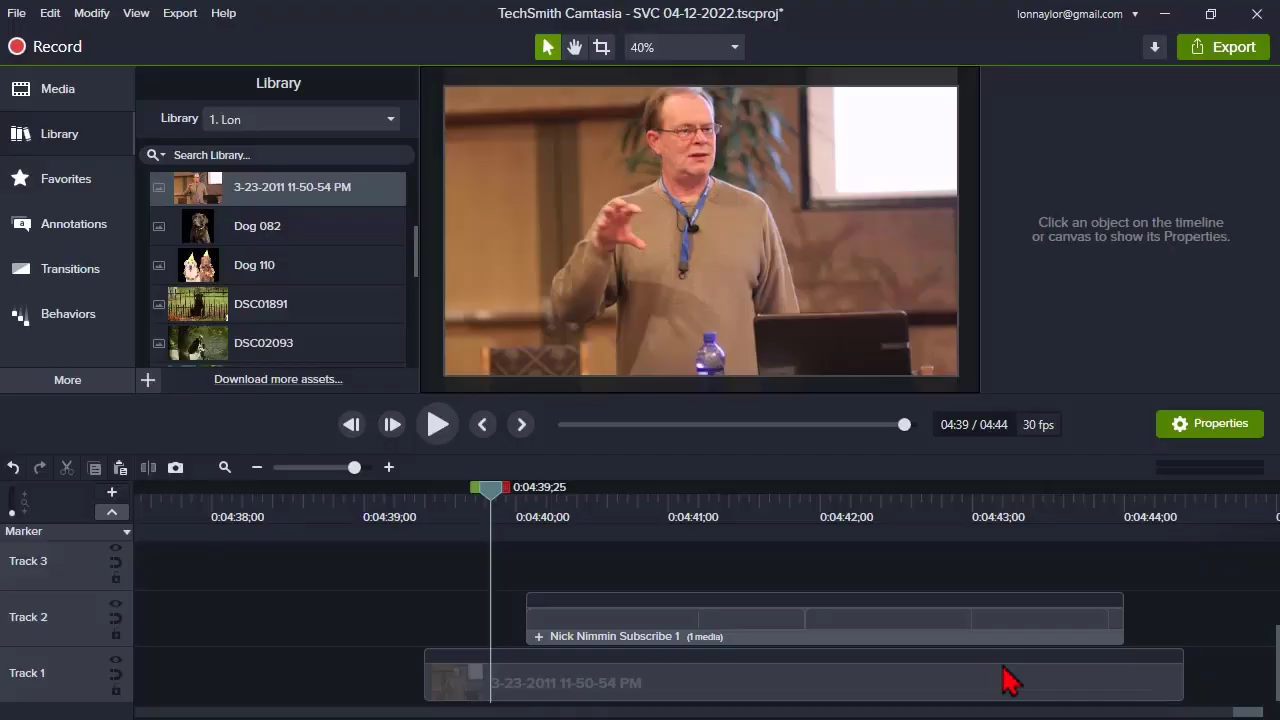 File Edit Modify View Export Help
TechSmith Camtasia - SVC 04-12-2022.tscproj*
lonnaylor@gmail.com
Record
40%
Export
Media
Library
Favorites
Annotations
Transitions
Behaviors
More
Library
Library 1. Lon
Search Library...
3-23-2011 11-50-54 PM
Dog 082
Dog 110
DSC01891
DSC02093
Download more assets...
Click an object on the timeline
or canvas to show its Properties.
04:39 / 04:44 30 fps
Properties
0:04:39;25
0:04:38;00 0:04:39;00 0:04:40;00 0:04:41;00 0:04:42;00 0:04:43;00 0:04:44;00
Marker
Track 3
Track 2
Nick Nimmin Subscribe 1 (1 media)
Track 1
3-23-2011 11-50-54 PM